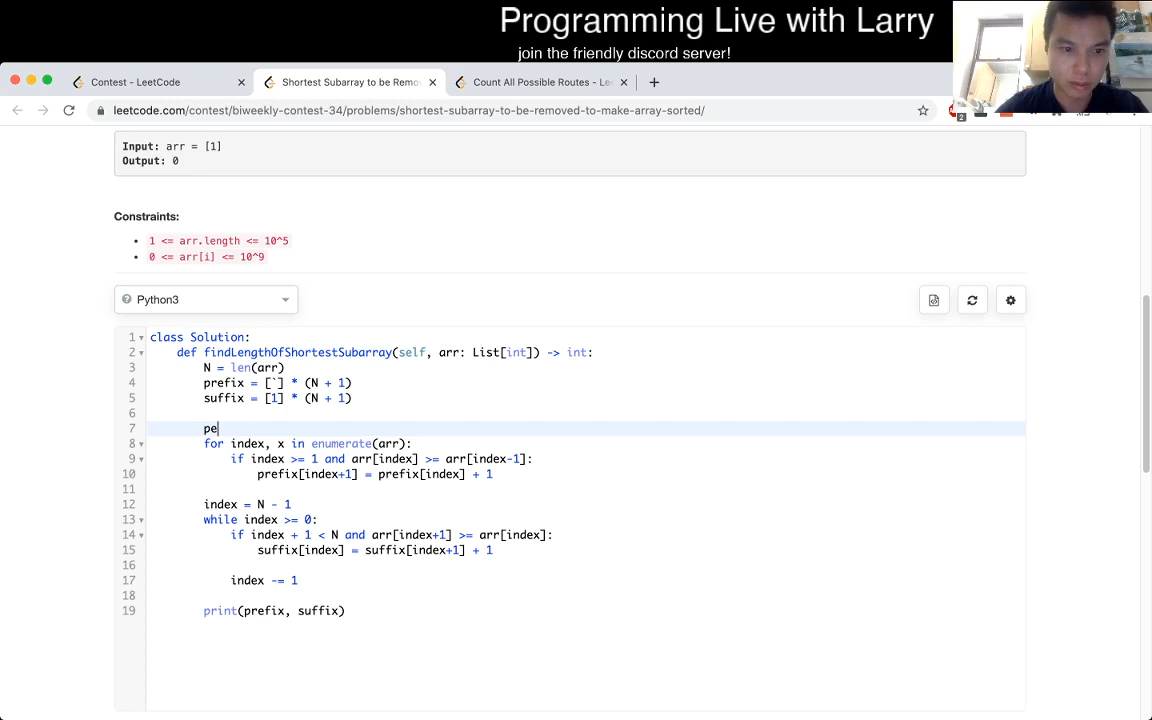 Programming Live with Larry
join the friendly discord server!
Contest - LeetCode
Shortest Subarray to be Remo
Count All Possible Routes - Le
leetcode.com/contest/biweekly-contest-34/problems/shortest-subarray-to-be-removed-to-make-array-sorted/
2
Input: arr = [1]
Output: 0
Constraints:
1 <= arr.length <= 10^5
0 <= arr[i] <= 10^9
Python3
1 class Solution:
2 def findLengthOfShortestSubarray(self, arr: List[int]) -> int:
3 N = len(arr)
4 prefix = [`] * (N + 1)
5 suffix = [1] * (N + 1)
6
7 pe
8 for index, x in enumerate(arr):
9 if index >= 1 and arr[index] >= arr[index-1]:
10 prefix[index+1] = prefix[index] + 1
11
12 index = N - 1
13 while index >= 0:
14 if index + 1 < N and arr[index+1] >= arr[index]:
15 suffix[index] = suffix[index+1] + 1
16
17 index -= 1
18
19 print(prefix, suffix)